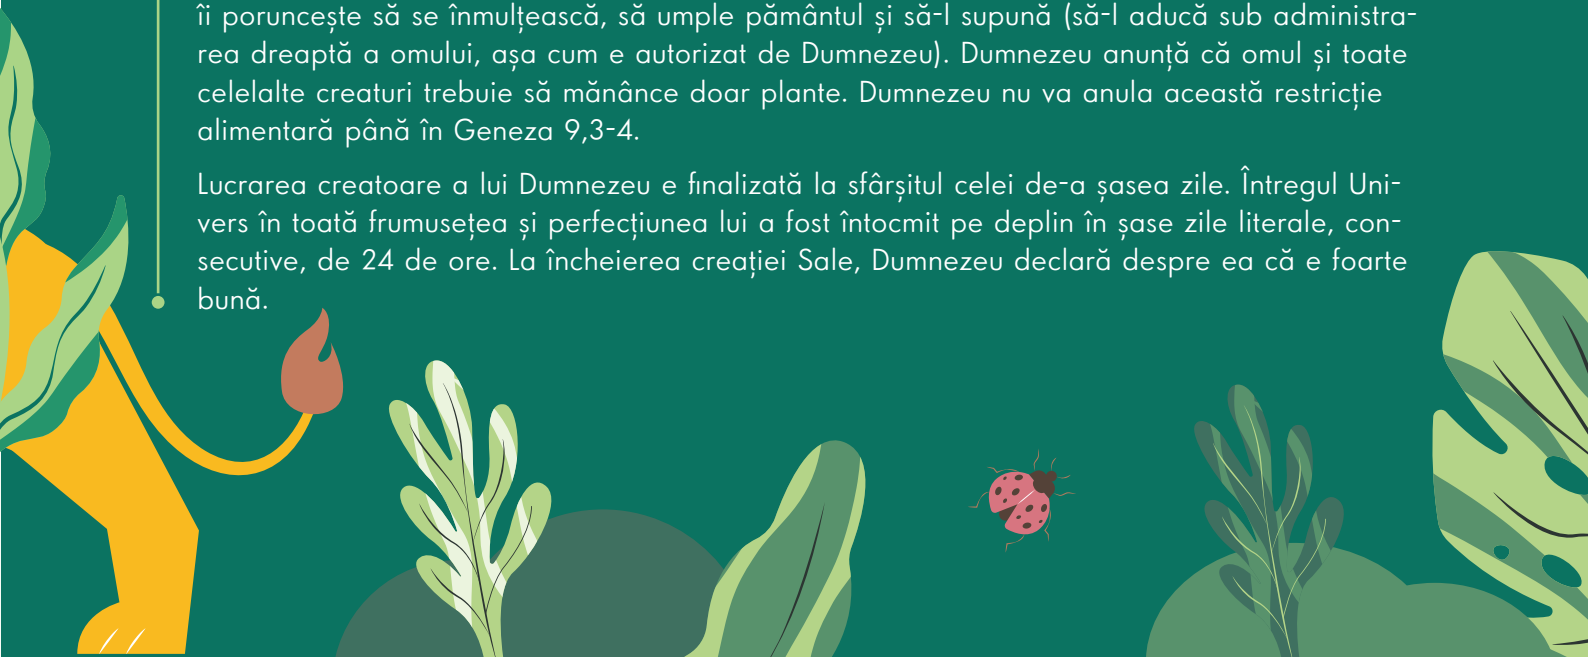 îi poruncește să se înmulțească, să umple pământul și să-l supună (să-l aducă sub administra-
rea dreaptă a omului, așa cum e autorizat de Dumnezeu). Dumnezeu anunță că omul și toate
celelalte creaturi trebuie să mănânce doar plante. Dumnezeu nu va anula această restricție
alimentară până în Geneza 9,3-4.
Lucrarea creatoare a lui Dumnezeu e finalizată la sfârșitul celei de-a șasea zile. Întregul Uni-
vers în toată frumusețea și perfecțiunea lui a fost întocmit pe deplin în șase zile literale, con-
secutive, de 24 de ore. La încheierea creației Sale, Dumnezeu declară despre ea că e foarte
bună.